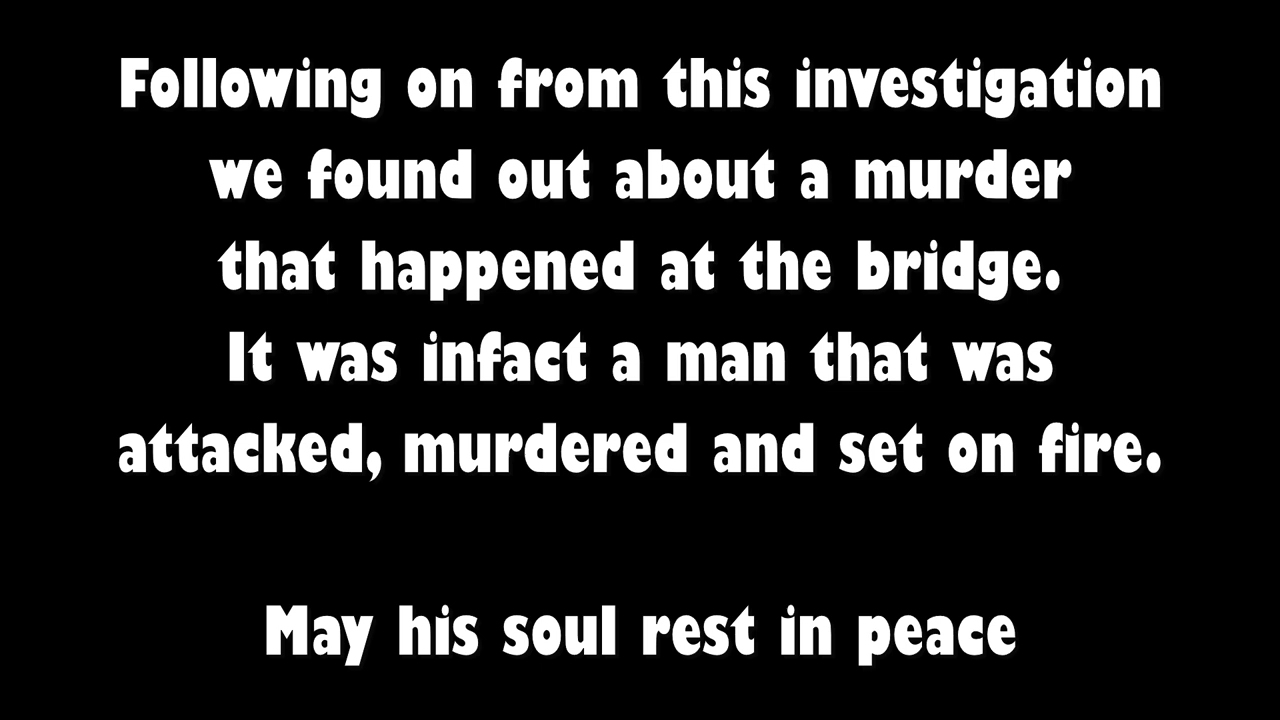 Following on from this investigation
we found out about a murder
that happened at the bridge.
It was infact a man that was
attacked, murdered and set on fire.
May his soul rest in peace